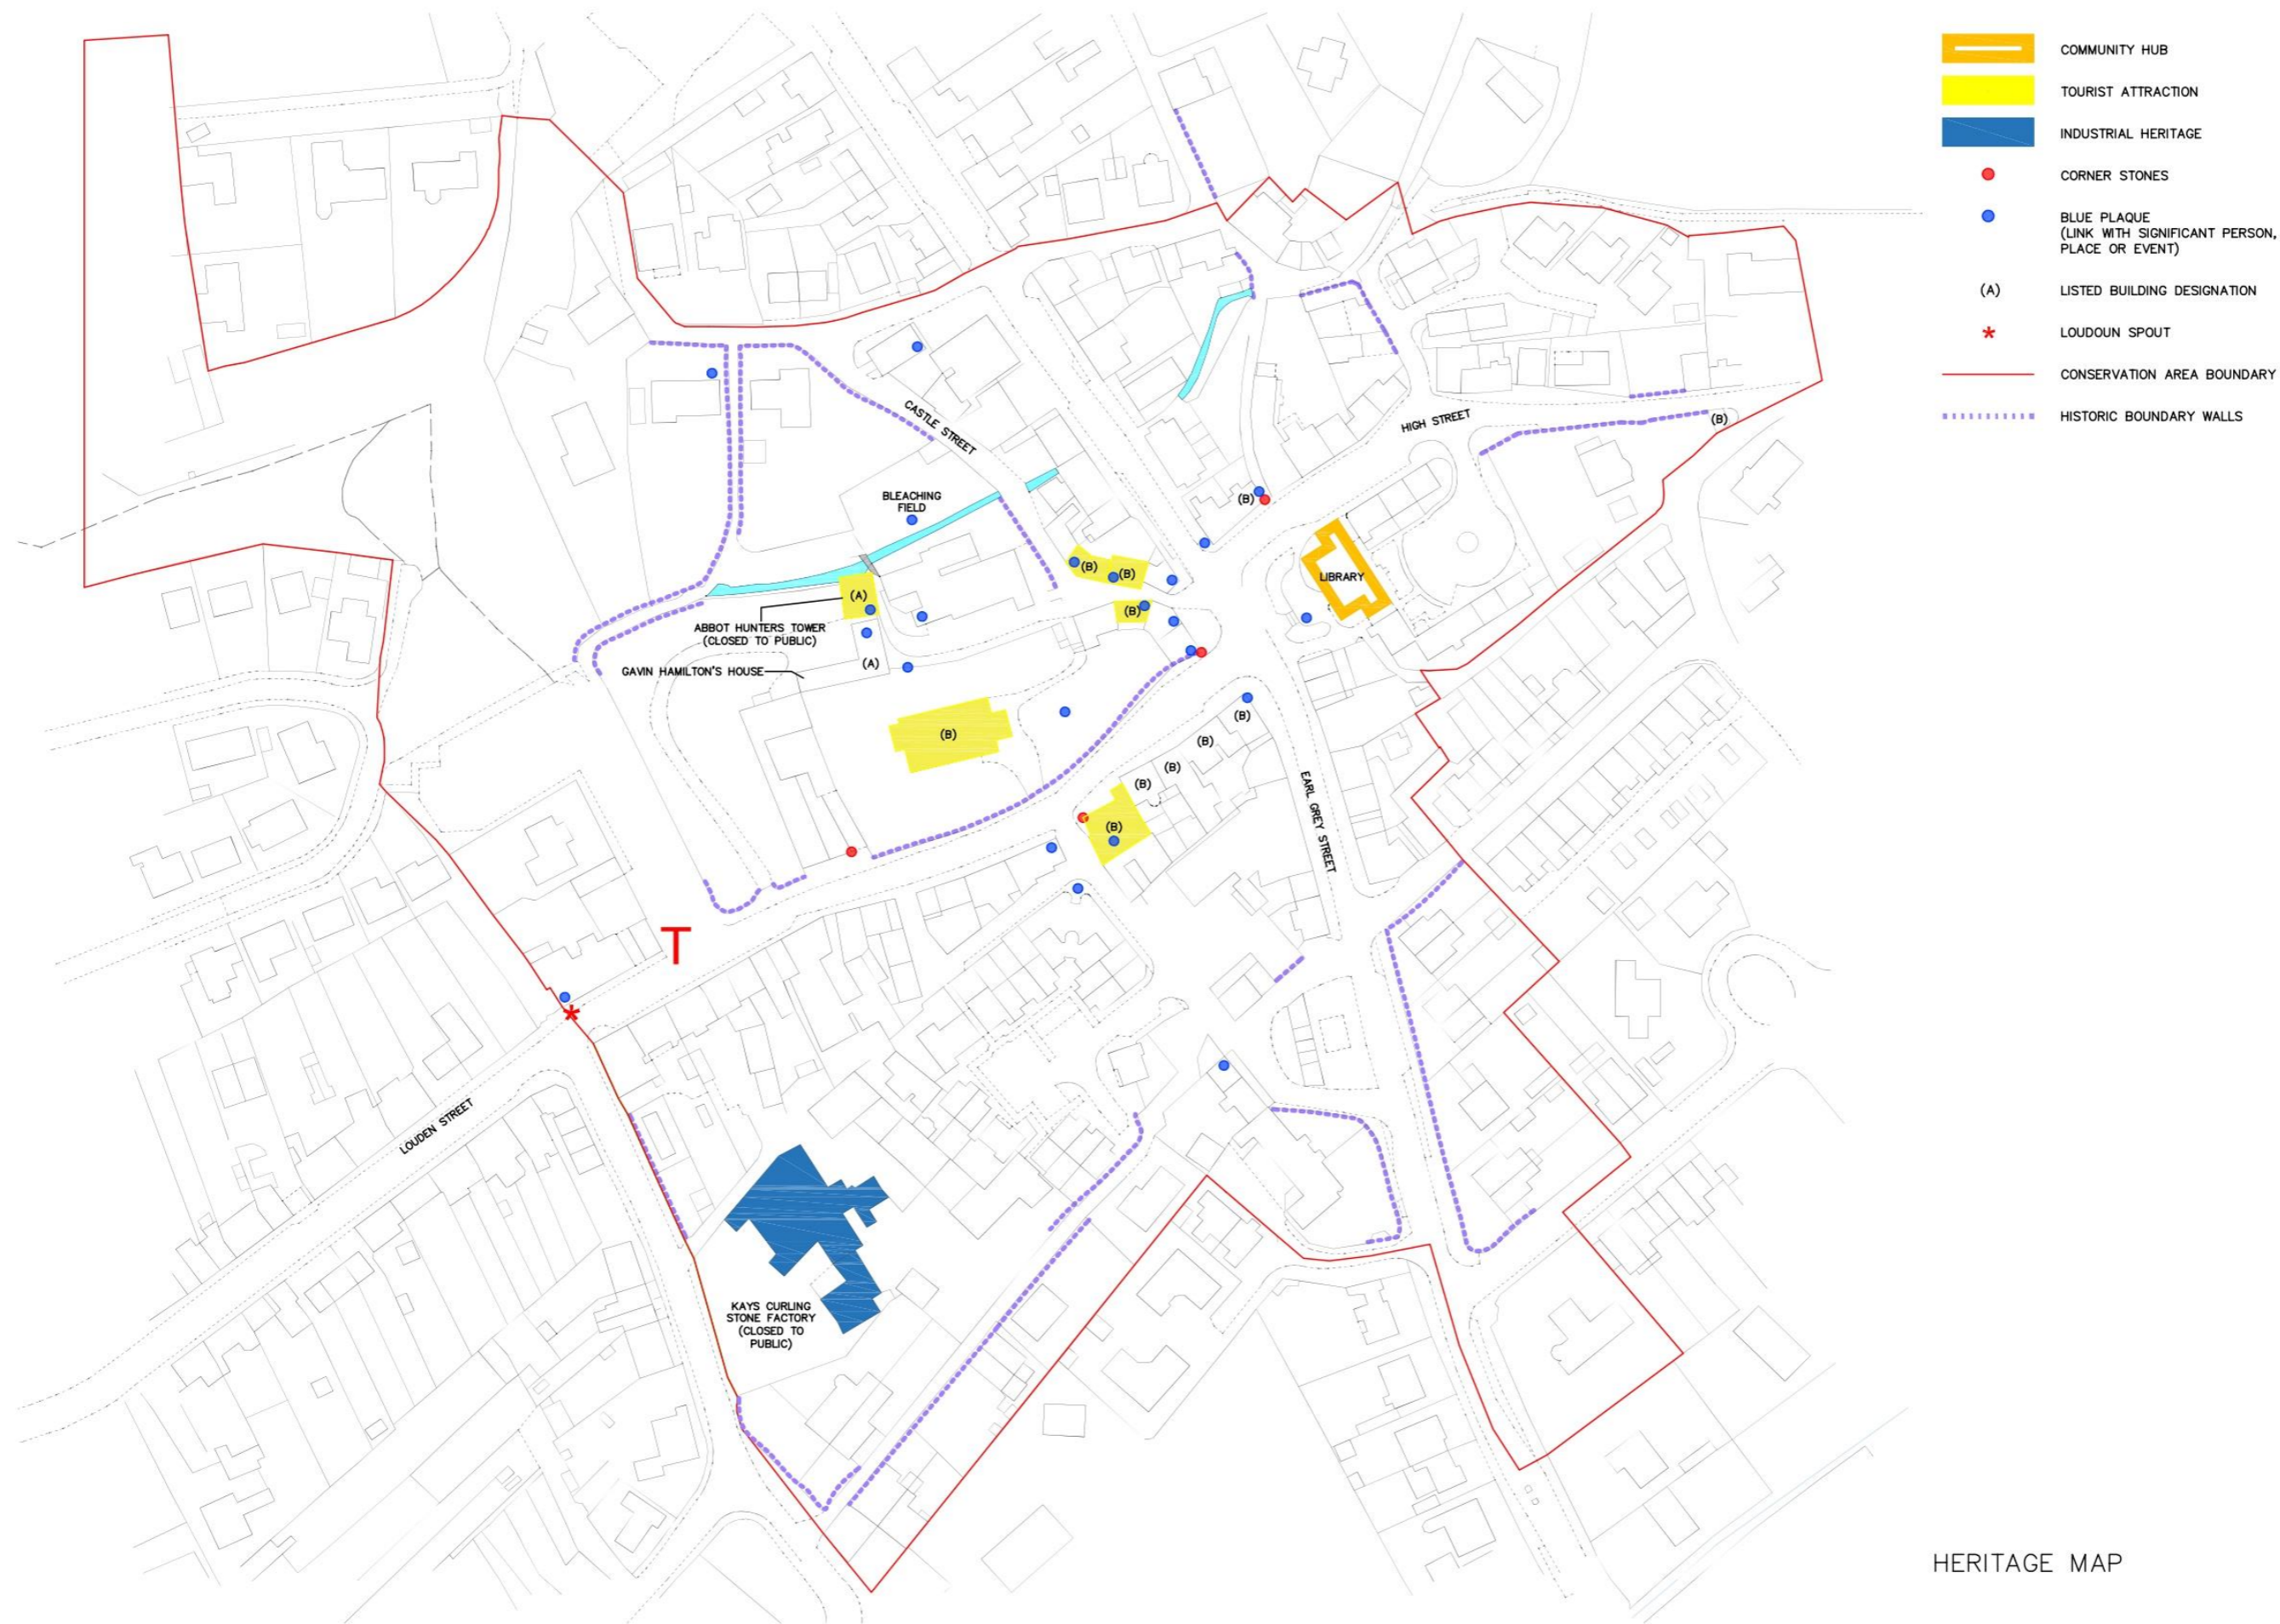 COMMUNITY HUB
TOURIST ATTRACTION
INDUSTRIAL HERITAGE
CORNER STONES
BLUE PLAQUE
(LINK WITH SIGNIFICANT PERSON,
PLACE OR EVENT)
(A) LISTED BUILDING DESIGNATION
* LOUDOUN SPOUT
CONSERVATION AREA BOUNDARY
HISTORIC BOUNDARY WALLS
CASTLE STREET
HIGH STREET
(B)
BLEACHING
FIELD
(B)
(B)
(B)
LIBRARY
(A)
(B)
ABBOT HUNTERS TOWER
(CLOSED TO PUBLIC)
(A)
GAVIN HAMILTON'S HOUSE
(B)
(B)
(B)
(B)
(B)
(B)
EARL GREY STREET
T
*
LOUDEN STREET
KAYS CURLING
STONE FACTORY
(CLOSED TO
PUBLIC)
HERITAGE MAP